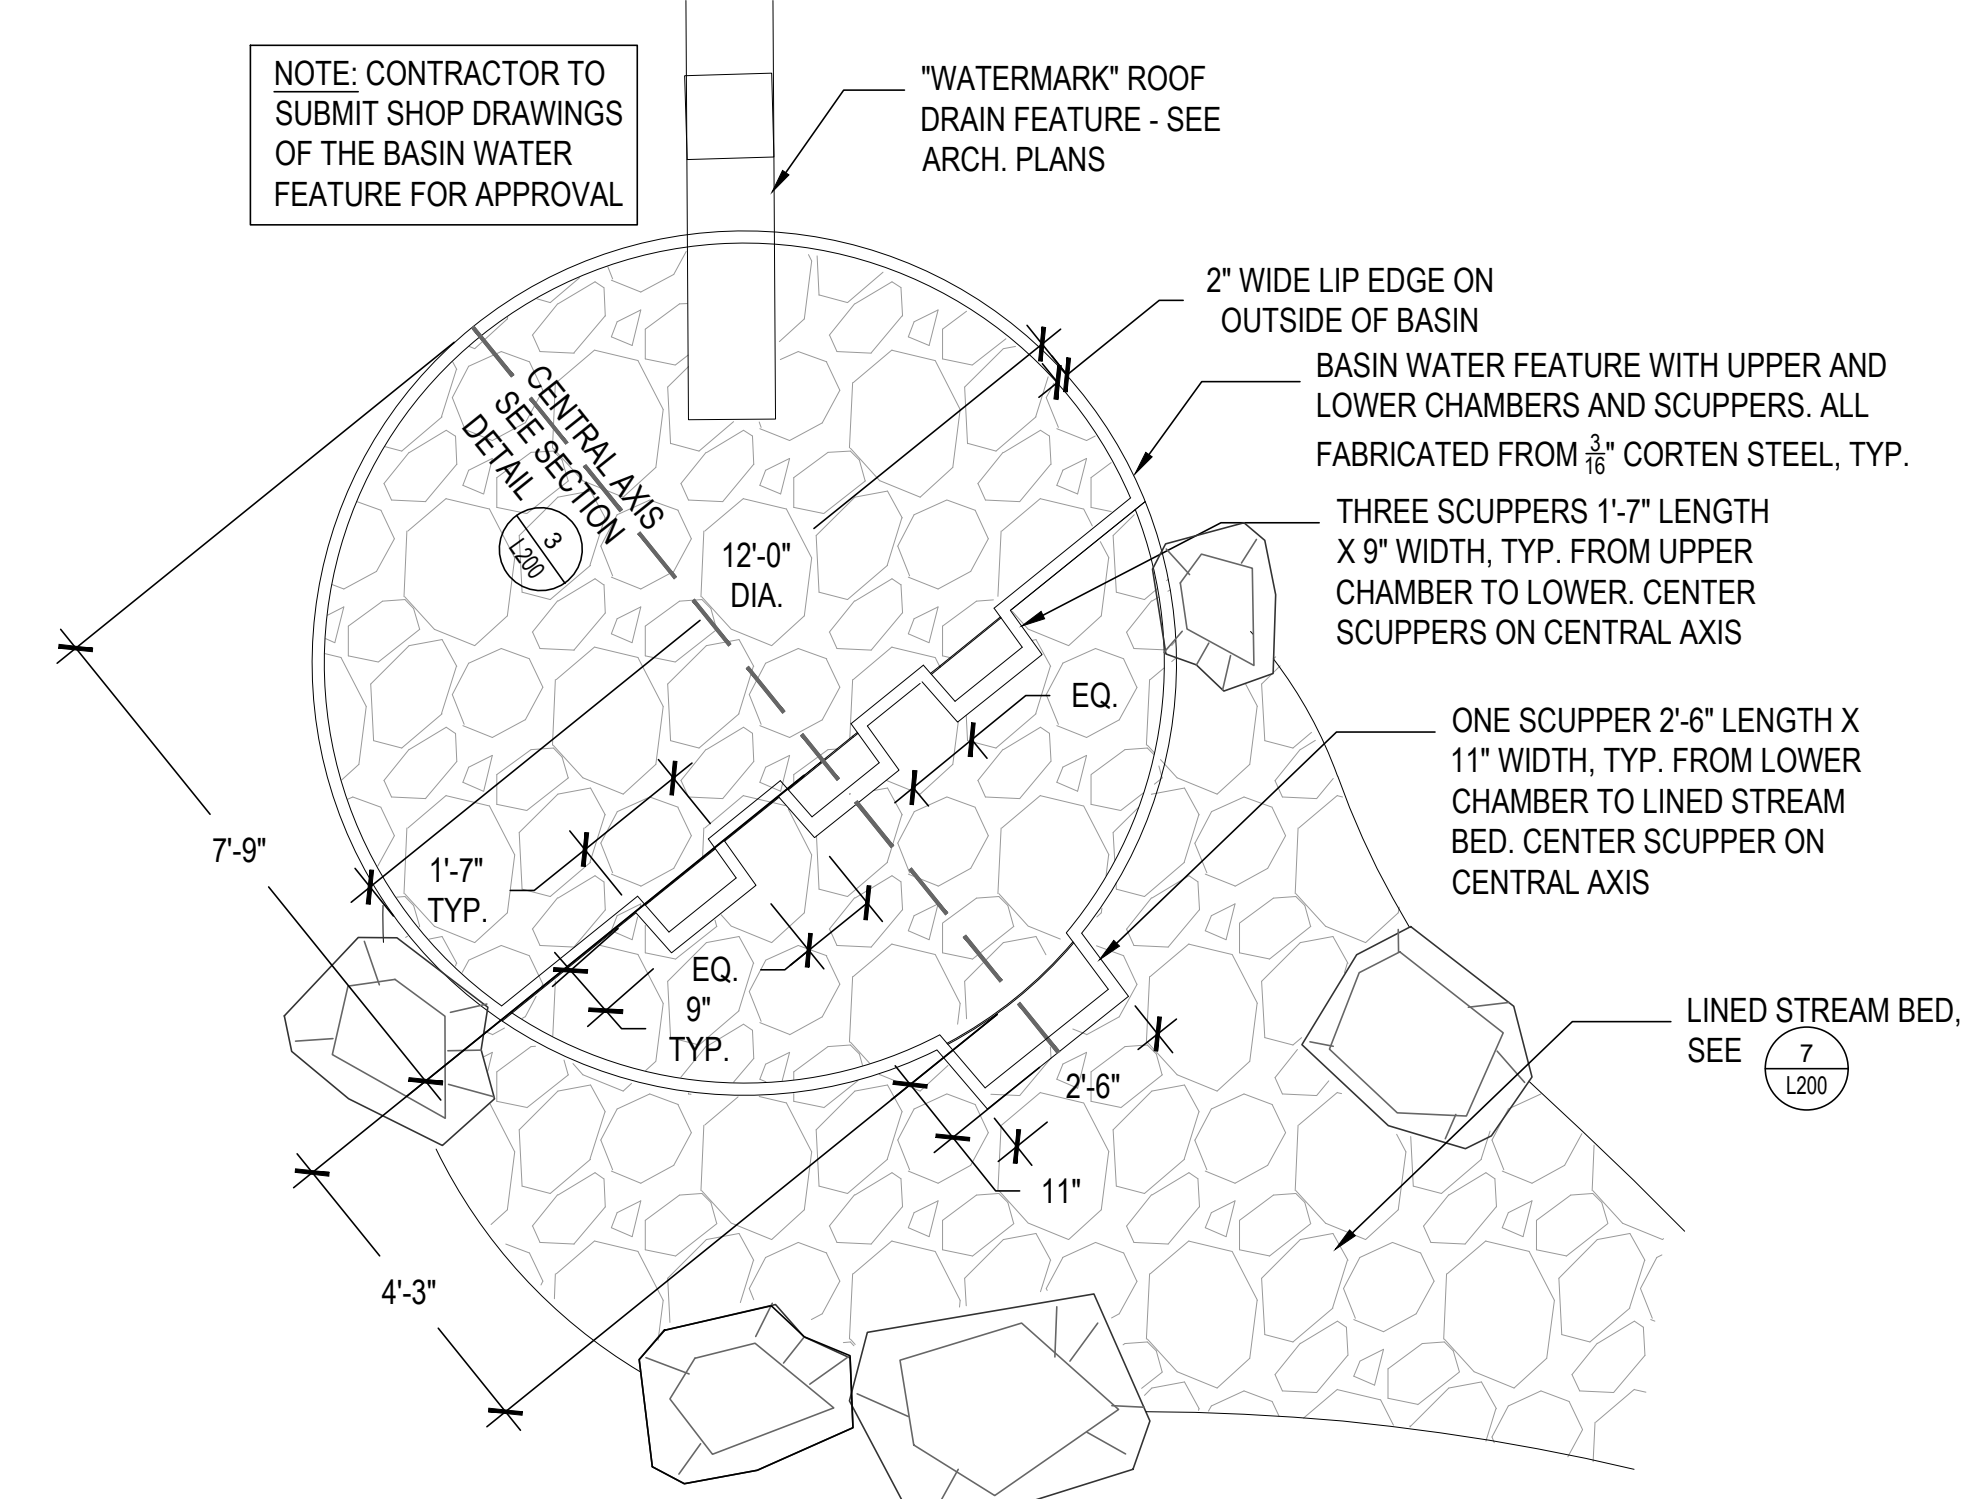 NOTE: CONTRACTOR TO
SUBMIT SHOP DRAWINGS
OF THE BASIN WATER
FEATURE FOR APPROVAL
"WATERMARK" ROOF
DRAIN FEATURE - SEE
ARCH. PLANS
2" WIDE LIP EDGE ON
OUTSIDE OF BASIN
BASIN WATER FEATURE WITH UPPER AND
LOWER CHAMBERS AND SCUPPERS. ALL
FABRICATED FROM 3/16" CORTEN STEEL, TYP.
CENTRAL AXIS
SEE SECTION
DETAIL
3
L200
12'-0"
DIA.
THREE SCUPPERS 1'-7" LENGTH
X 9" WIDTH, TYP. FROM UPPER
CHAMBER TO LOWER. CENTER
SCUPPERS ON CENTRAL AXIS
EQ.
ONE SCUPPER 2'-6" LENGTH X
11" WIDTH, TYP. FROM LOWER
CHAMBER TO LINED STREAM
BED. CENTER SCUPPER ON
CENTRAL AXIS
7'-9"
1'-7"
TYP.
EQ.
9"
TYP.
LINED STREAM BED,
SEE
7
L200
2'-6"
11"
4'-3"